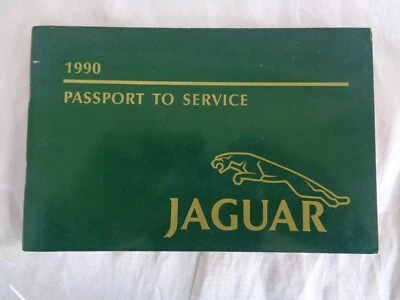 1990
PASSPORT TO SERVICE
JAGUAR